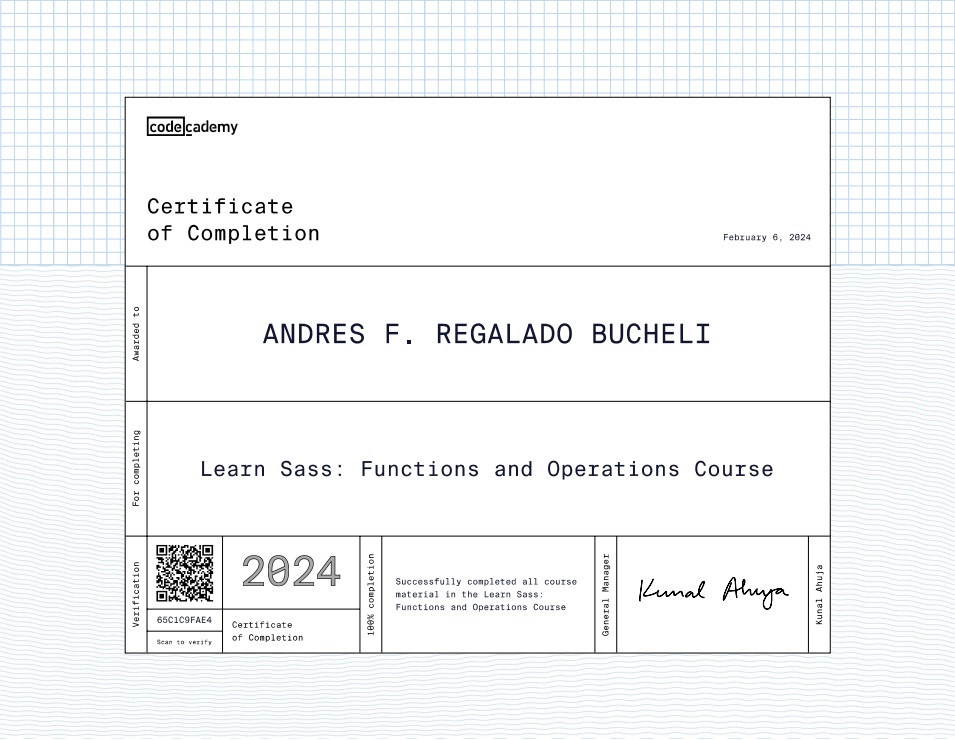 codecademy
Certificate
of Completion
February 6, 2024
Awarded to
ANDRES F. REGALADO BUCHELI
For completing
Learn Sass: Functions and Operations Course
Verification
65C1C9FAE4
Scan to verify
2024
Certificate
of Completion
100% completion
Successfully completed all course
material in the Learn Sass:
Functions and Operations Course
General Manager
Kunal Ahuja
Kunal Ahuja